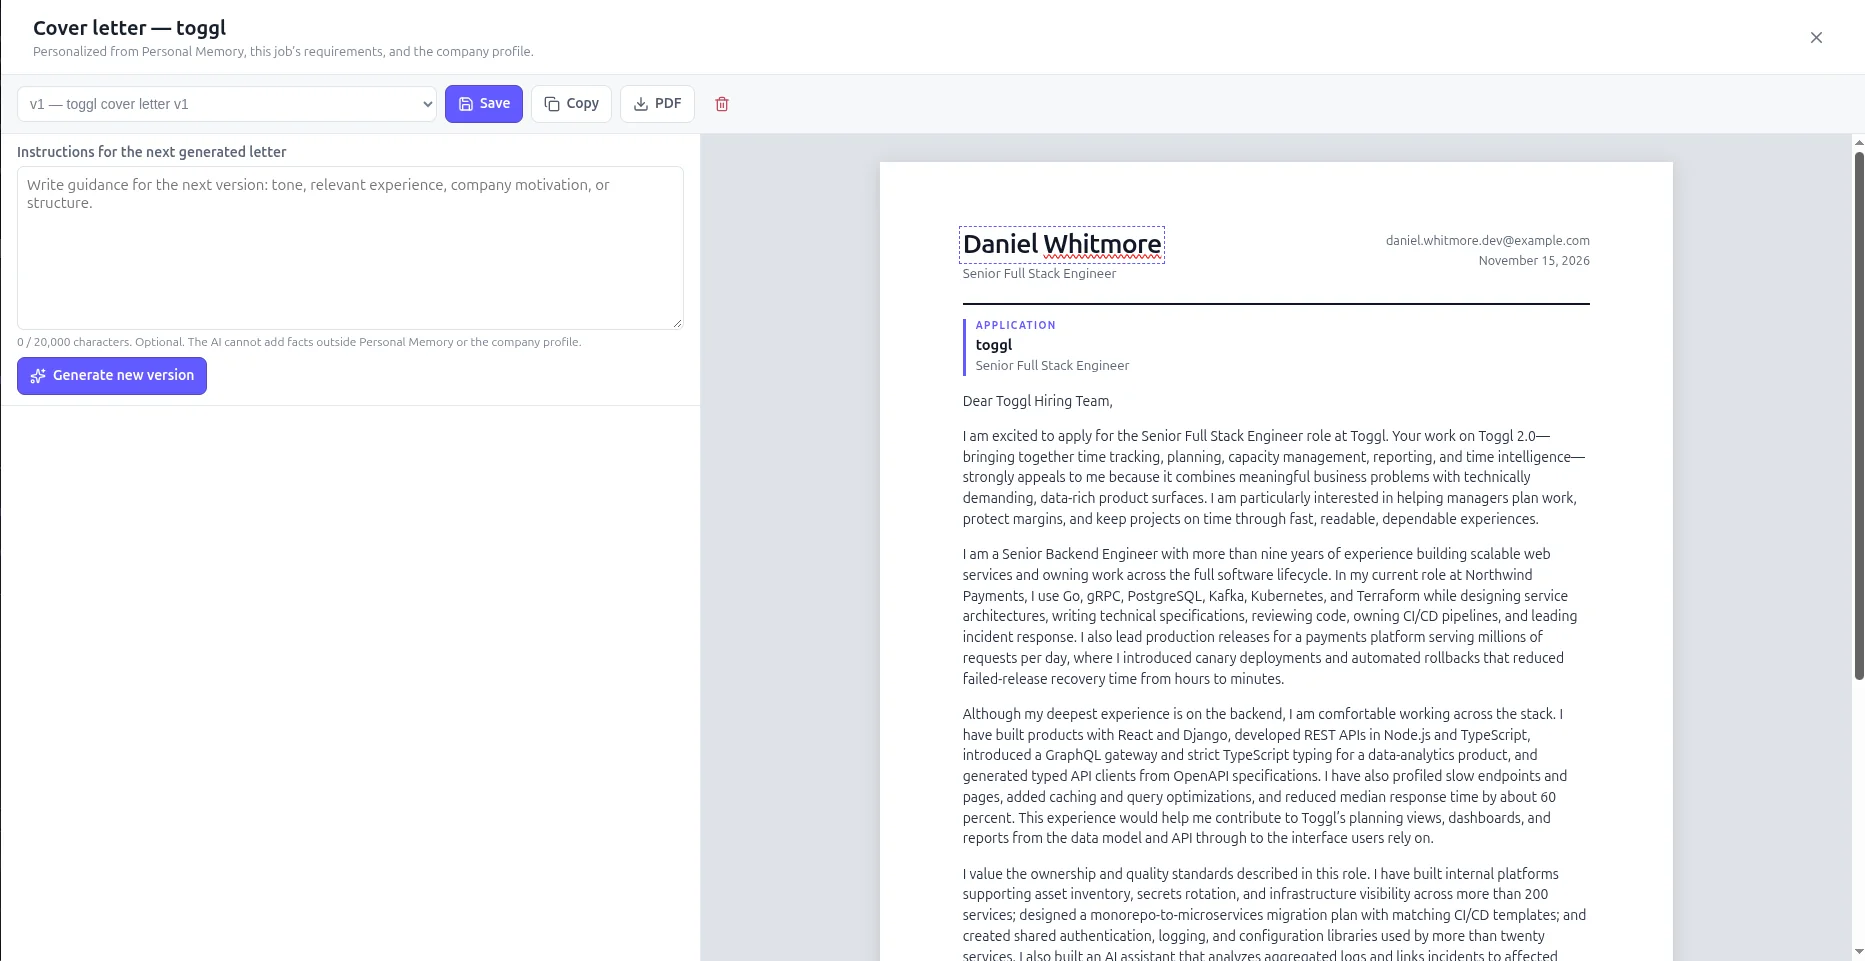 Cover letter — toggl
Personalized from Personal Memory, this job's requirements, and the company profile.
v1 — toggl cover letter v1
Save
Copy
PDF
Instructions for the next generated letter
Write guidance for the next version: tone, relevant experience, company motivation, or
structure.
0 / 20,000 characters. Optional. The AI cannot add facts outside Personal Memory or the company profile.
Generate new version
Daniel Whitmore
Senior Full Stack Engineer
daniel.whitmore.dev@example.com
November 15, 2026
APPLICATION
toggl
Senior Full Stack Engineer
Dear Toggl Hiring Team,
I am excited to apply for the Senior Full Stack Engineer role at Toggl. Your work on Toggl 2.0—
bringing together time tracking, planning, capacity management, reporting, and time intelligence—
strongly appeals to me because it combines meaningful business problems with technically
demanding, data-rich product surfaces. I am particularly interested in helping managers plan work,
protect margins, and keep projects on time through fast, readable, dependable experiences.
I am a Senior Backend Engineer with more than nine years of experience building scalable web
services and owning work across the full software lifecycle. In my current role at Northwind
Payments, I use Go, gRPC, PostgreSQL, Kafka, Kubernetes, and Terraform while designing service
architectures, writing technical specifications, reviewing code, owning CI/CD pipelines, and leading
incident response. I also lead production releases for a payments platform serving millions of
requests per day, where I introduced canary deployments and automated rollbacks that reduced
failed-release recovery time from hours to minutes.
Although my deepest experience is on the backend, I am comfortable working across the stack. I
have built products with React and Django, developed REST APIs in Node.js and TypeScript,
introduced a GraphQL gateway and strict TypeScript typing for a data-analytics product, and
generated typed API clients from OpenAPI specifications. I have also profiled slow endpoints and
pages, added caching and query optimizations, and reduced median response time by about 60
percent. This experience would help me contribute to Toggl's planning views, dashboards, and
reports from the data model and API through to the interface users rely on.
I value the ownership and quality standards described in this role. I have built internal platforms
supporting asset inventory, secrets rotation, and infrastructure visibility across more than 200
services; designed a monorepo-to-microservices migration plan with matching CI/CD templates; and
created shared authentication, logging, and configuration libraries used by more than twenty
services. I also built an AI assistant that analyzes aggregated logs and links incidents to affected